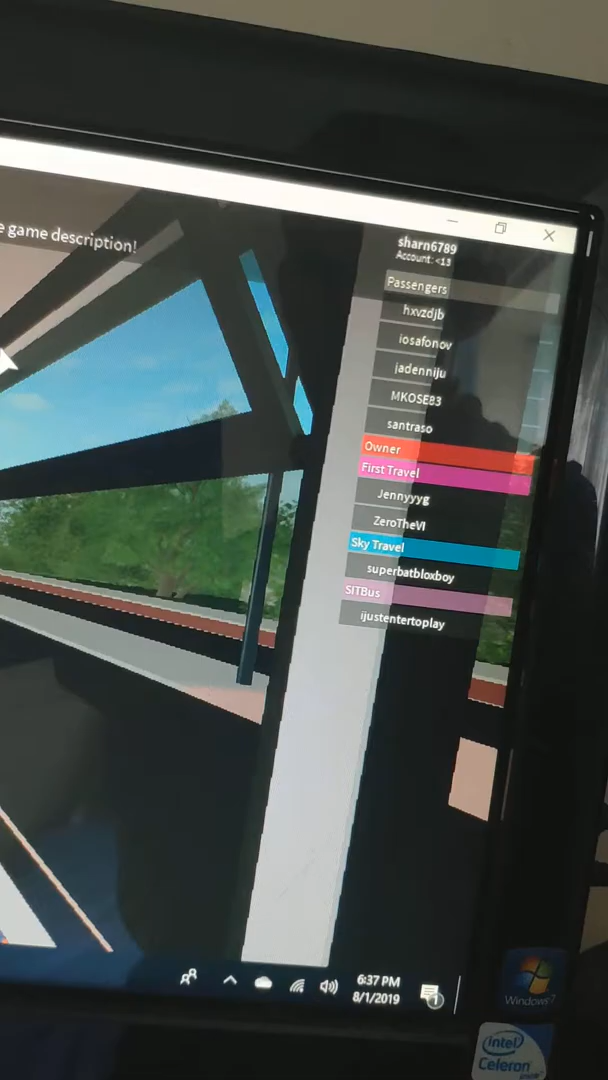 e game description!
sharn6789
Account: <13
Passengers
hxvzdjb
iosafonov
jadenniju
MKOSE83
santraso
Owner
First Travel
Jennyyyg
ZeroTheVI
Sky Travel
superbatbloxboy
SITBus
ijustentertoplay
6:37 PM
8/1/2019
1
Windows 7
intel
Celeron